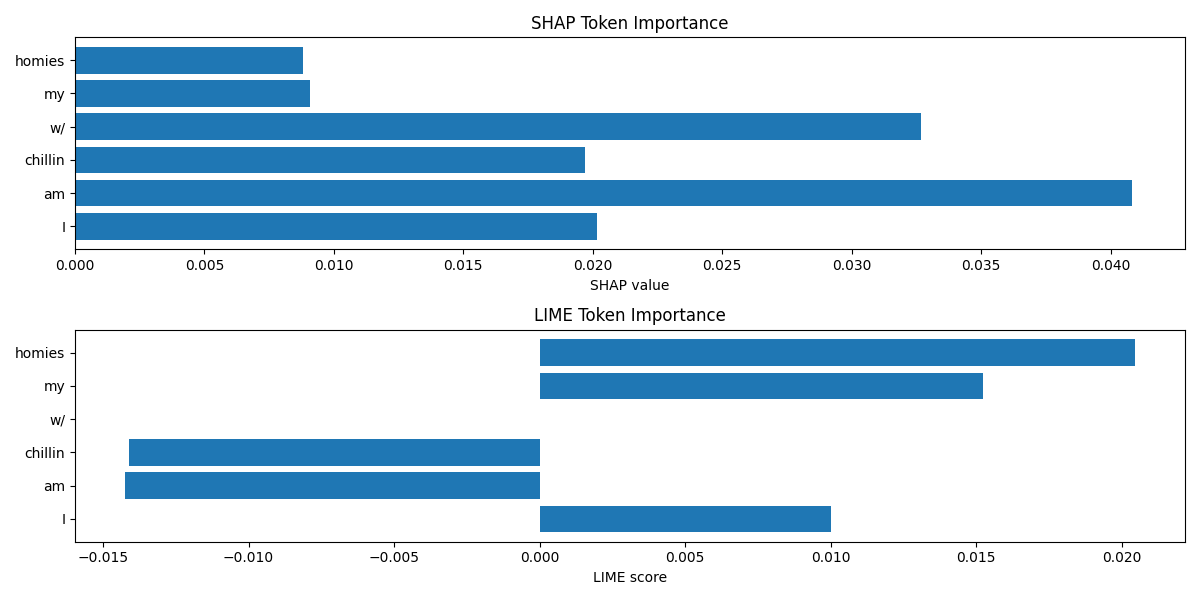 SHAP Token Importance
homies
my
w/
chillin
am
I
0.000 0.005 0.010 0.015 0.020 0.025 0.030 0.035 0.040
SHAP value
LIME Token Importance
homies
my
w/
chillin
am
I
−0.015 −0.010 −0.005 0.000 0.005 0.010 0.015 0.020
LIME score